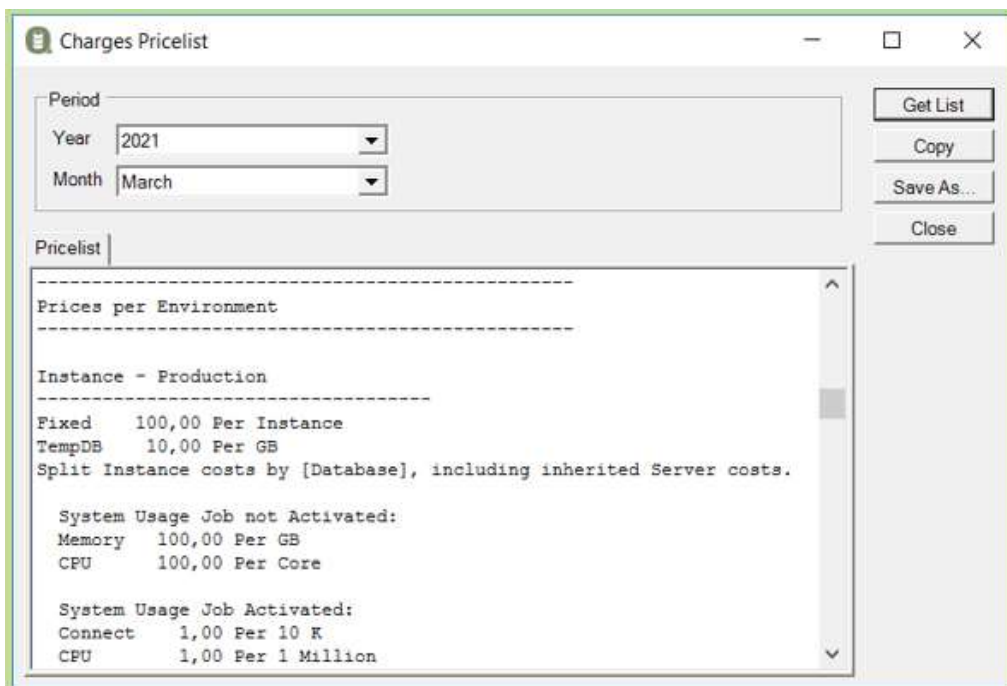 Charges Pricelist
Period
Year 2021
Month March
Get List
Copy
Save As...
Close
Pricelist
--------------------------------------------------
Prices per Environment
--------------------------------------------------
Instance - Production
------------------------------------
Fixed 100,00 Per Instance
TempDB 10,00 Per GB
Split Instance costs by [Database], including inherited Server costs.
System Usage Job not Activated:
Memory 100,00 Per GB
CPU 100,00 Per Core
System Usage Job Activated:
Connect 1,00 Per 10 K
CPU 1,00 Per 1 Million